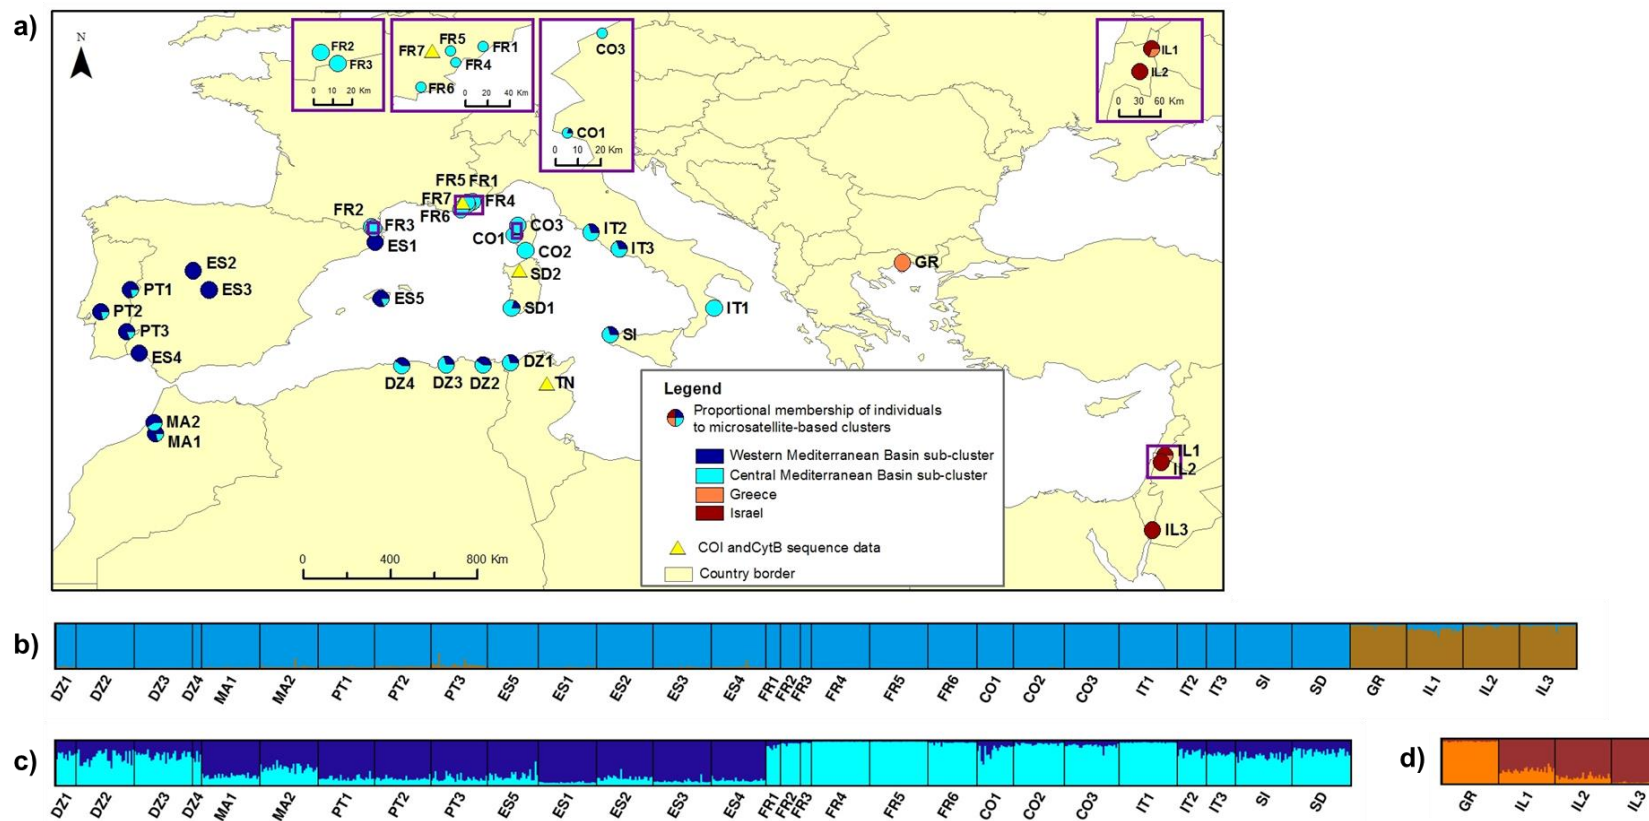 a)
N
FR2
FR3
0 10 20 Km
FR5
FR1
FR7
FR4
FR6
0 20 40 Km
CO3
CO1
0 10 20 Km
IL1
IL2
0 30 60 Km
FR5 FR1
FR7
FR4
FR6
FR2
FR3
ES1
CO3
CO1
CO2
IT2
IT3
SD2
SD1
IT1
SI
GR
ES2
ES3
PT1
PT2
PT3
ES4
ES5
DZ4
DZ3
DZ2
DZ1
TN
MA2
MA1
IL1
IL2
IL3
0 400 800 Km
Legend
Proportional membership of individuals
to microsatellite-based clusters
Western Mediterranean Basin sub-cluster
Central Mediterranean Basin sub-cluster
Greece
Israel
COI andCytB sequence data
Country border
b)
DZ1 DZ2 DZ3 DZ4 MA1 MA2 PT1 PT2 PT3 ES5 ES1 ES2 ES3 ES4 FR1 FR2 FR3 FR4 FR5 FR6 CO1 CO2 CO3 IT1 IT2 IT3 SI SD GR IL1 IL2 IL3
c)
DZ1 DZ2 DZ3 DZ4 MA1 MA2 PT1 PT2 PT3 ES5 ES1 ES2 ES3 ES4 FR1 FR2 FR3 FR4 FR5 FR6 CO1 CO2 CO3 IT1 IT2 IT3 SI SD
d)
GR IL1 IL2 IL3